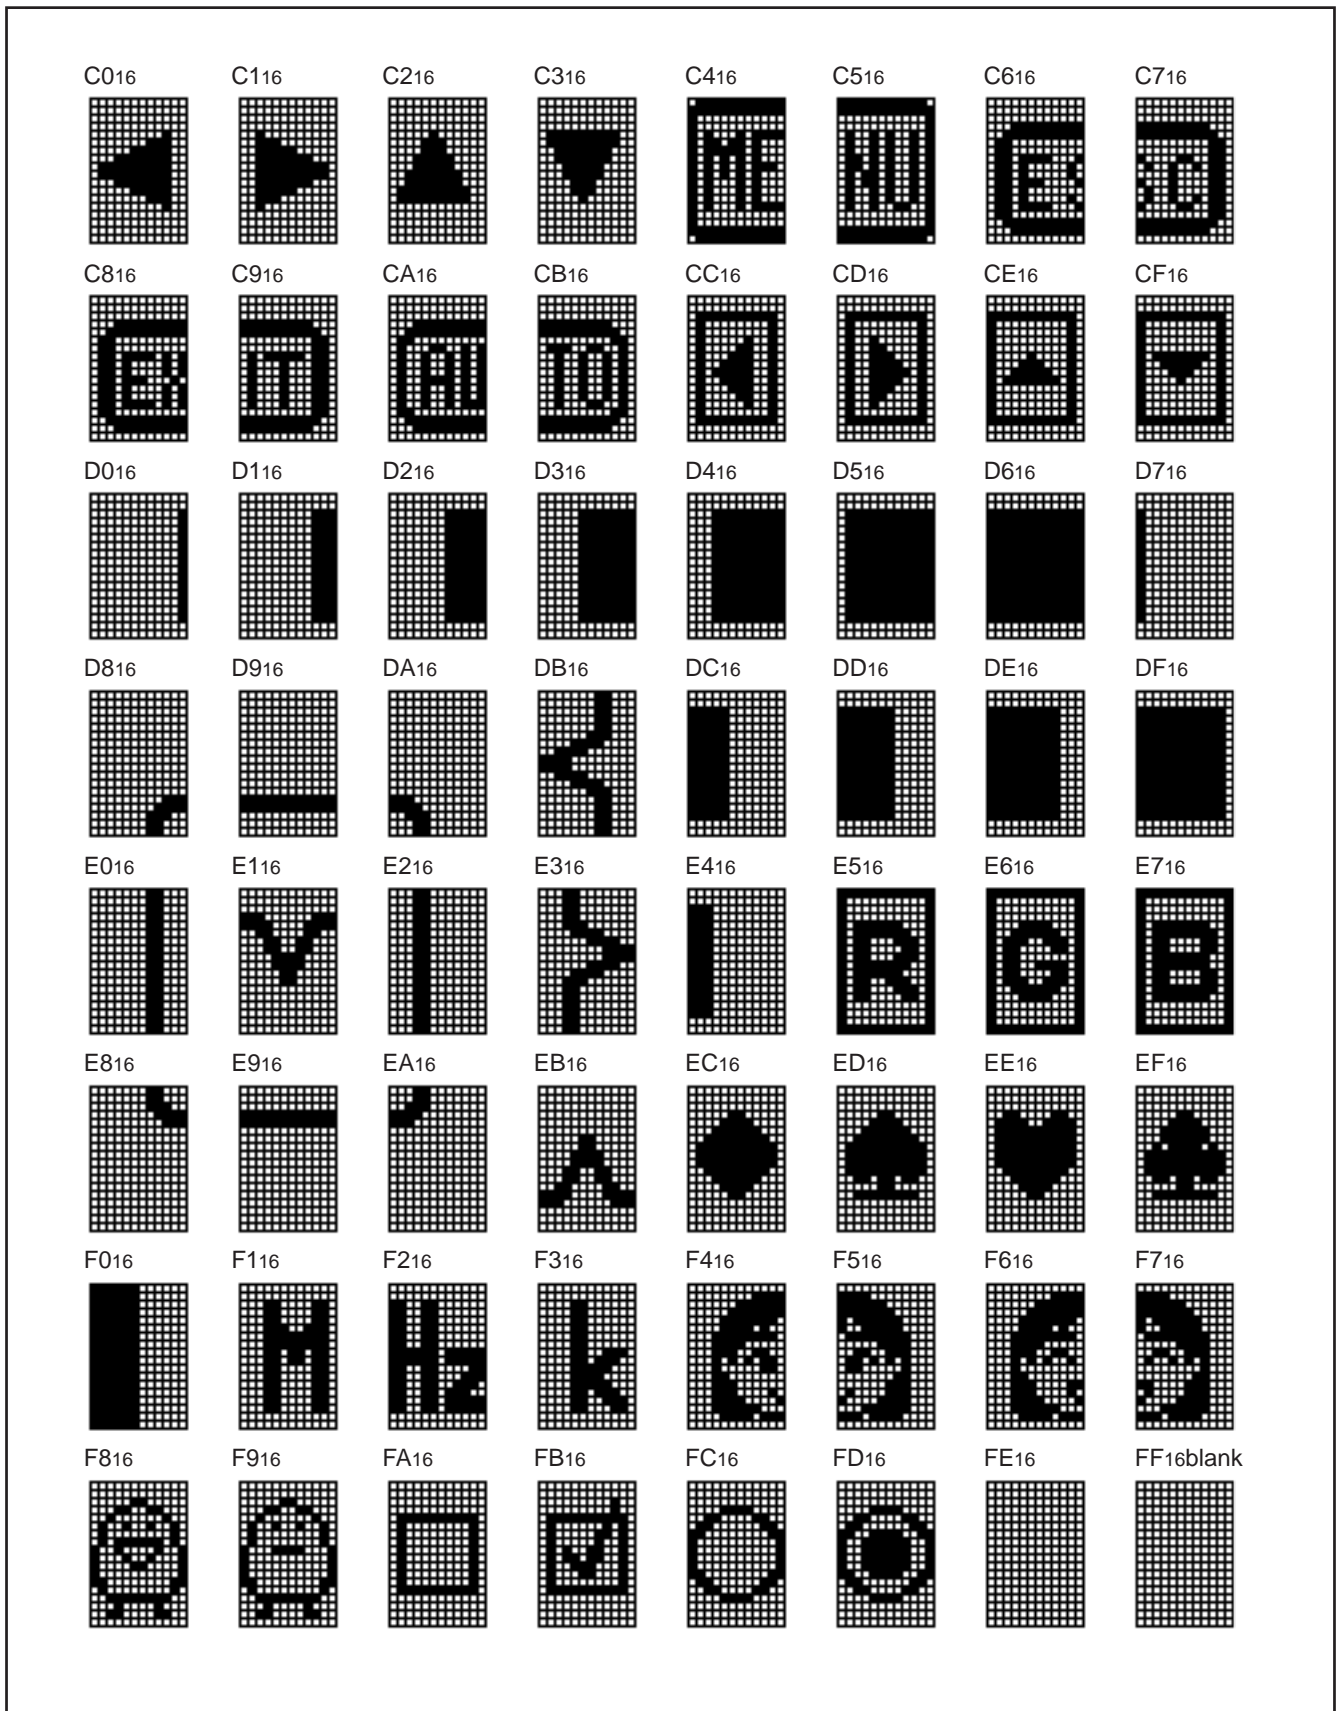 C016 C116 C216 C316 C416 C516 C616 C716
ME NU ES SC
C816 C916 CA16 CB16 CC16 CD16 CE16 CF16
EX IT AU TO
D016 D116 D216 D316 D416 D516 D616 D716
D816 D916 DA16 DB16 DC16 DD16 DE16 DF16
E016 E116 E216 E316 E416 E516 E616 E716
R G B
E816 E916 EA16 EB16 EC16 ED16 EE16 EF16
F016 F116 F216 F316 F416 F516 F616 F716
M Hz k
F816 F916 FA16 FB16 FC16 FD16 FE16 FF16blank